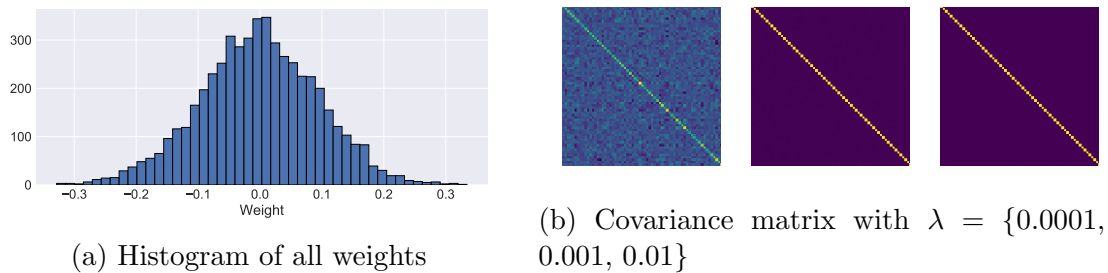 300
200
100
0
−0.3 −0.2 −0.1 0.0 0.1 0.2 0.3
Weight
(a) Histogram of all weights
(b) Covariance matrix with λ = {0.0001,
0.001, 0.01}